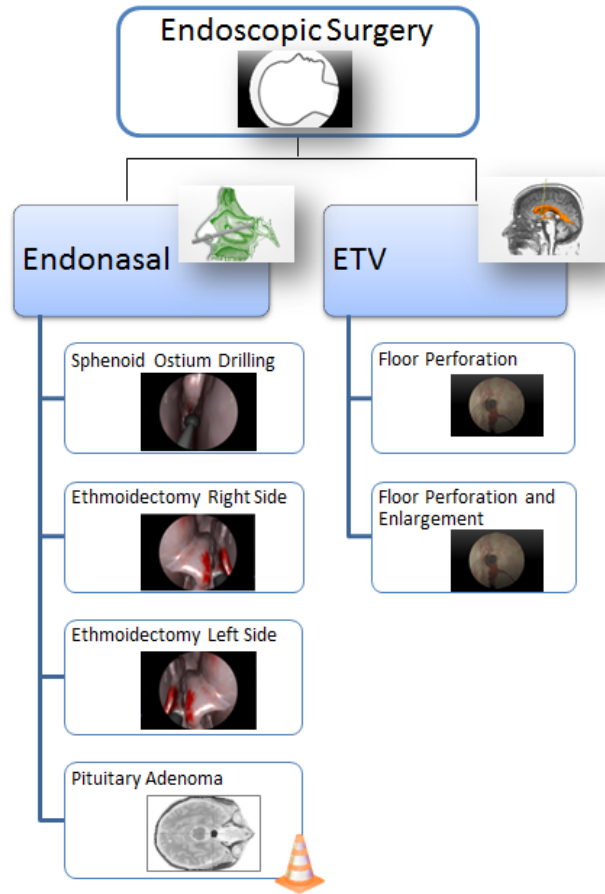 Endoscopic Surgery
Endonasal
ETV
Sphenoid Ostium Drilling
Ethmoidectomy Right Side
Ethmoidectomy Left Side
Pituitary Adenoma
Floor Perforation
Floor Perforation and
Enlargement